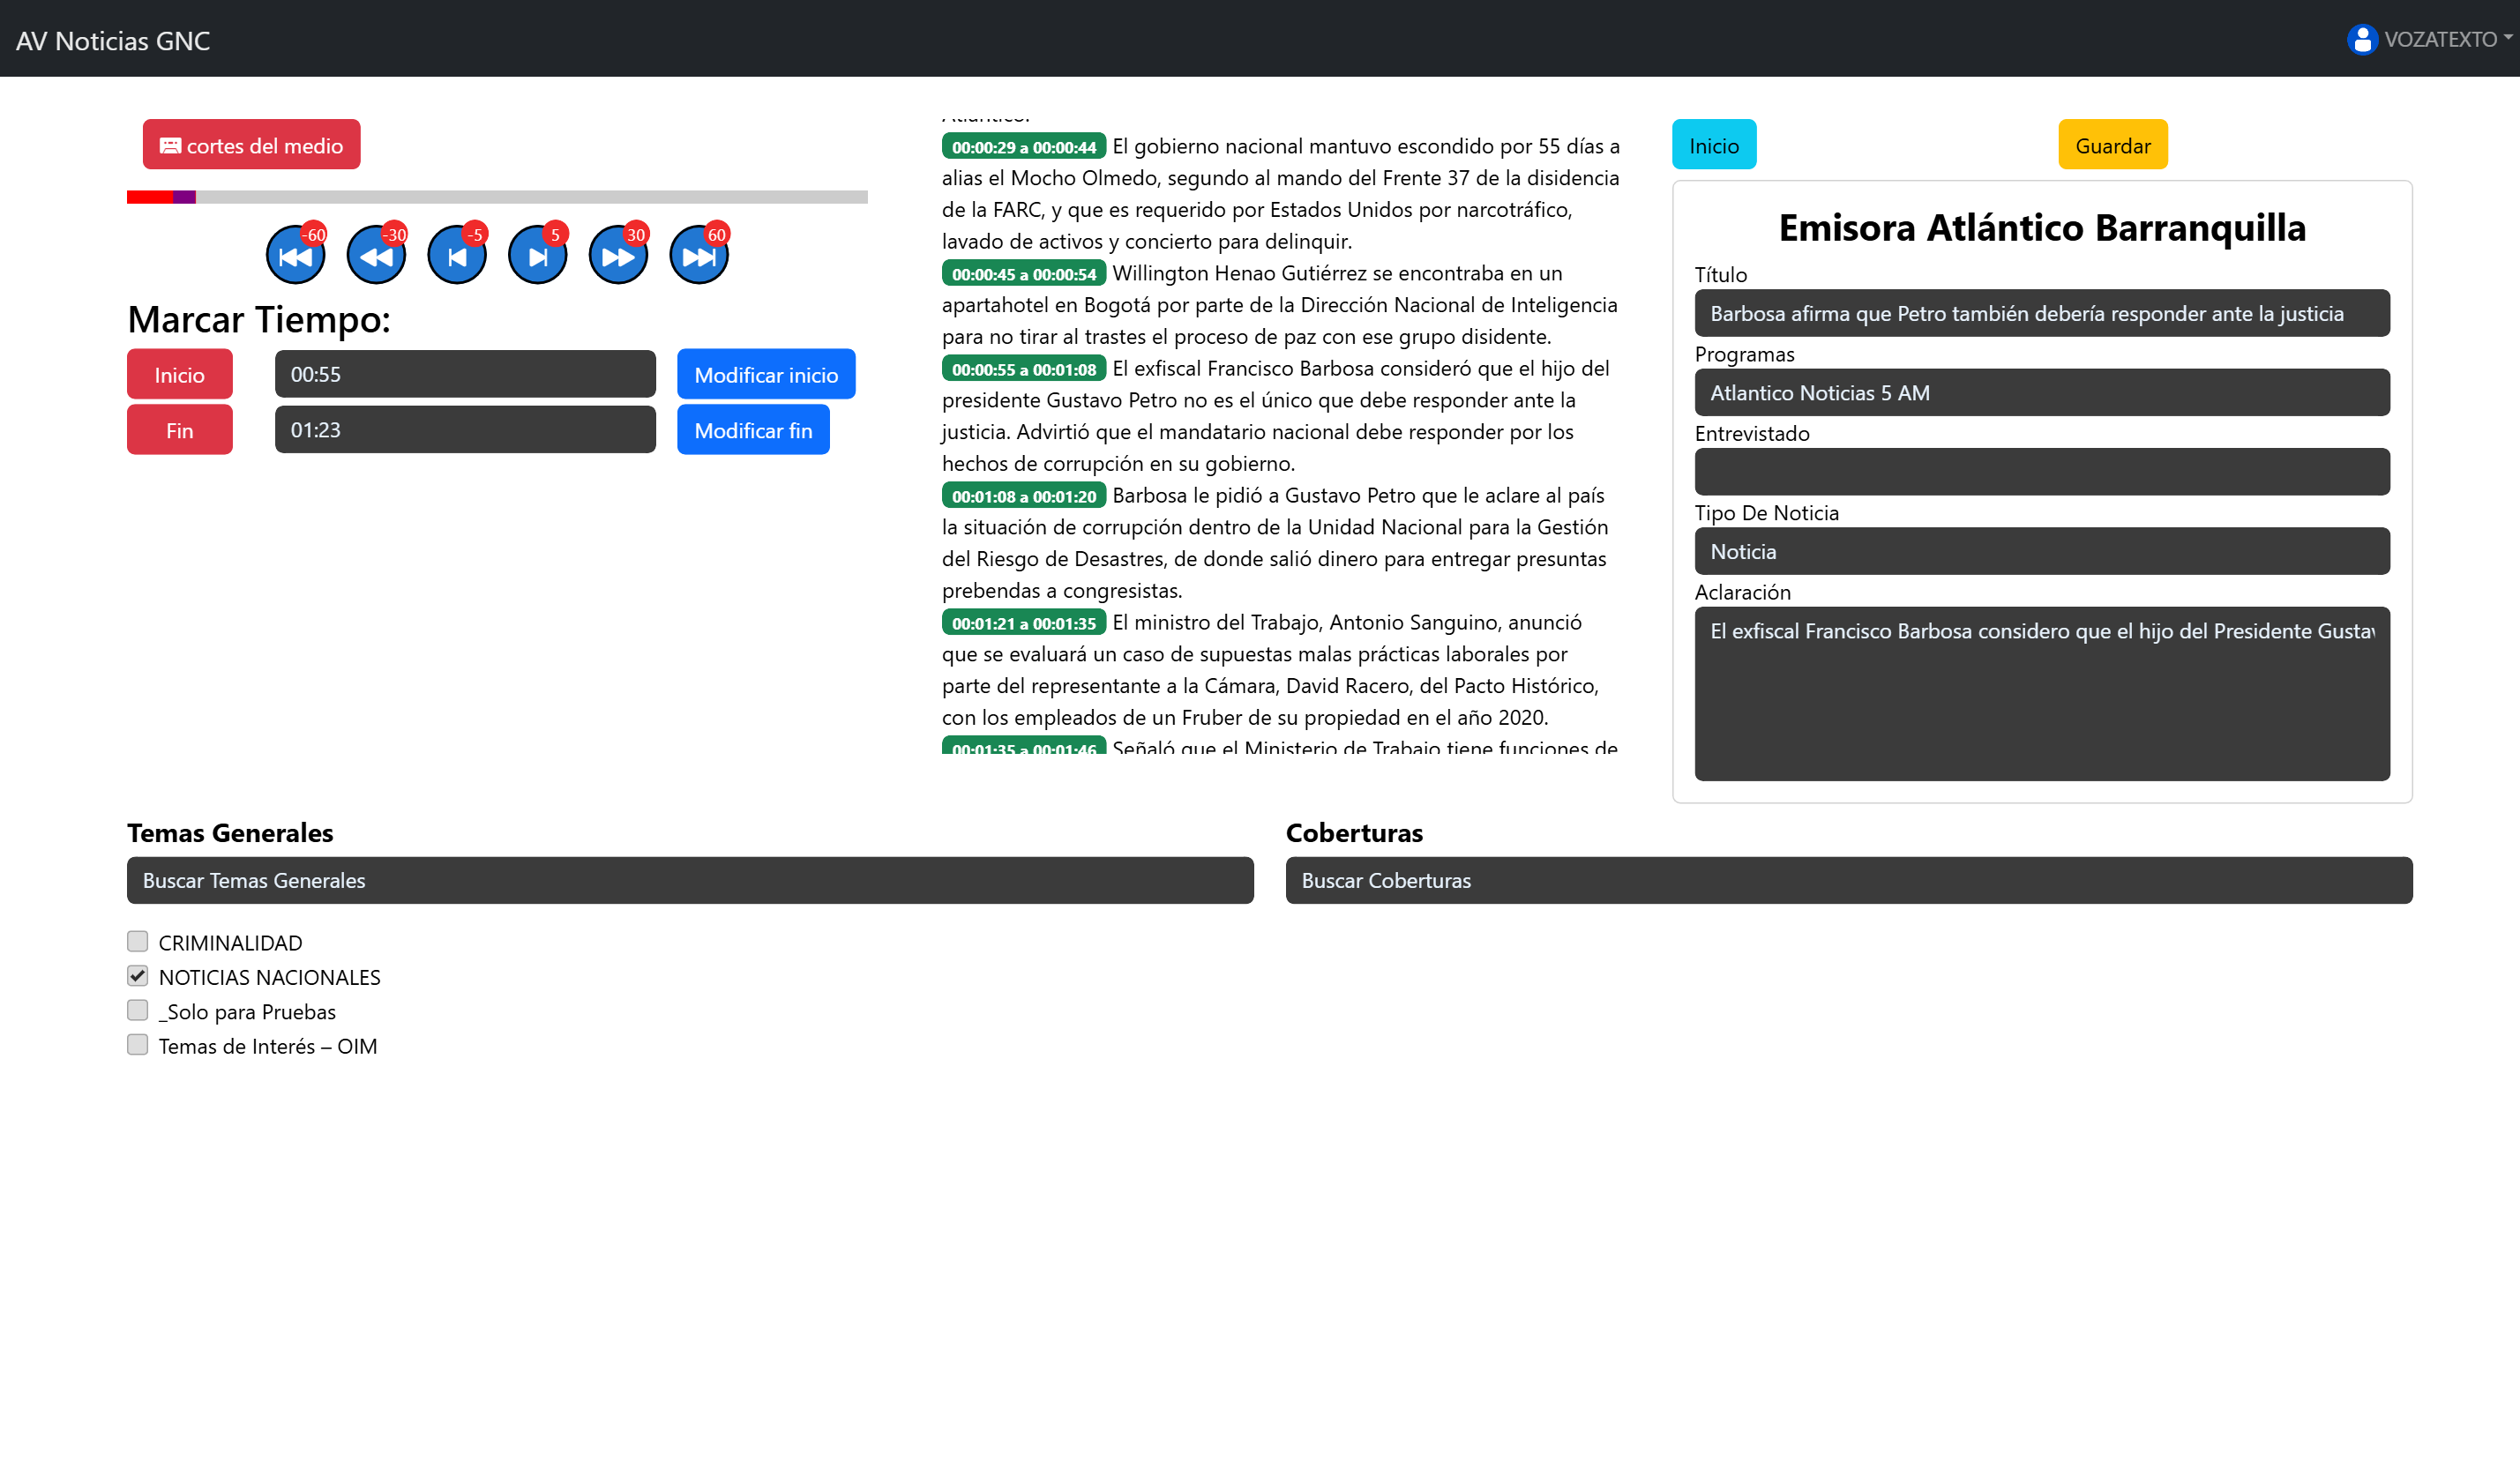 AV Noticias GNC
VOZATEXTO
cortes del medio
-60
-30
-5
5
30
60
Marcar Tiempo:
Inicio
00:55
Modificar inicio
Fin
01:23
Modificar fin
Atlántico.
00:00:29 a 00:00:44 El gobierno nacional mantuvo escondido por 55 días a
alias el Mocho Olmedo, segundo al mando del Frente 37 de la disidencia
de la FARC, y que es requerido por Estados Unidos por narcotráfico,
lavado de activos y concierto para delinquir.
00:00:45 a 00:00:54 Willington Henao Gutiérrez se encontraba en un
apartahotel en Bogotá por parte de la Dirección Nacional de Inteligencia
para no tirar al trastes el proceso de paz con ese grupo disidente.
00:00:55 a 00:01:08 El exfiscal Francisco Barbosa consideró que el hijo del
presidente Gustavo Petro no es el único que debe responder ante la
justicia. Advirtió que el mandatario nacional debe responder por los
hechos de corrupción en su gobierno.
00:01:08 a 00:01:20 Barbosa le pidió a Gustavo Petro que le aclare al país
la situación de corrupción dentro de la Unidad Nacional para la Gestión
del Riesgo de Desastres, de donde salió dinero para entregar presuntas
prebendas a congresistas.
00:01:21 a 00:01:35 El ministro del Trabajo, Antonio Sanguino, anunció
que se evaluará un caso de supuestas malas prácticas laborales por
parte del representante a la Cámara, David Racero, del Pacto Histórico,
con los empleados de un Fruber de su propiedad en el año 2020.
00:01:35 a 00:01:46 Señaló que el Ministerio de Trabajo tiene funciones de
Inicio
Guardar
Emisora Atlántico Barranquilla
Título
Barbosa afirma que Petro también debería responder ante la justicia
Programas
Atlantico Noticias 5 AM
Entrevistado
Tipo De Noticia
Noticia
Aclaración
El exfiscal Francisco Barbosa considero que el hijo del Presidente Gustav
Temas Generales
Buscar Temas Generales
CRIMINALIDAD
NOTICIAS NACIONALES
_Solo para Pruebas
Temas de Interés – OIM
Coberturas
Buscar Coberturas